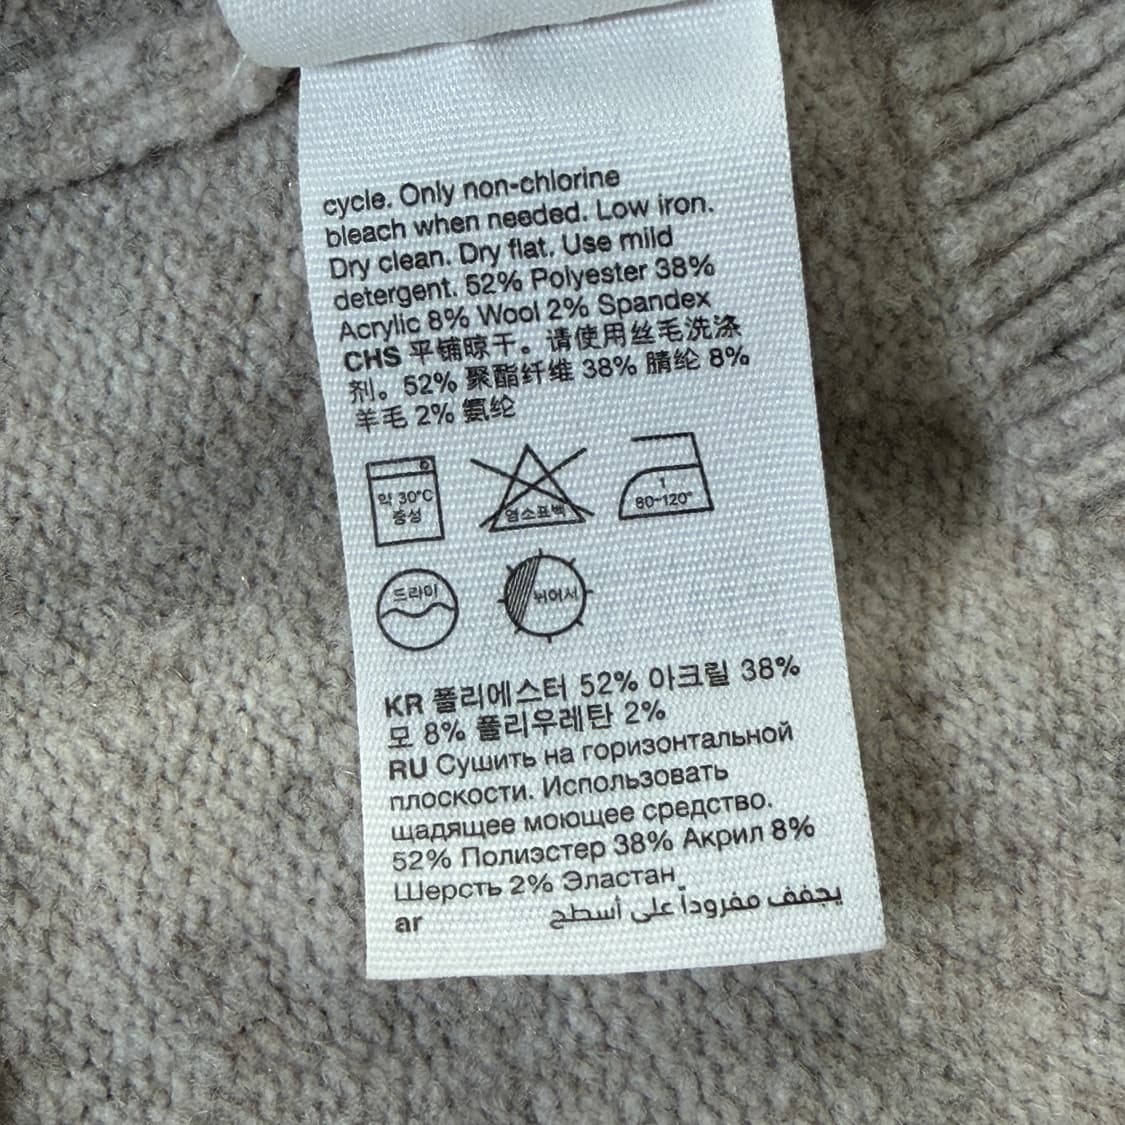 cycle. Only non-chlorine
bleach when needed. Low iron.
Dry clean. Dry flat. Use mild
detergent. 52% Polyester 38%
Acrylic 8% Wool 2% Spandex
CHS 平铺晾干。请使用丝毛洗涤
剂。52% 聚酯纤维 38% 腈纶 8%
羊毛 2% 氨纶
약 30°C
중성
염소표백
1
80~120°
드라이
뉘어서
KR 폴리에스터 52% 아크릴 38%
모 8% 폴리우레탄 2%
RU Сушить на горизонтальной
плоскости. Использовать
щадящее моющее средство.
52% Полиэстер 38% Акрил 8%
Шерсть 2% Эластан
ar يجفف مفروداً على أسطح